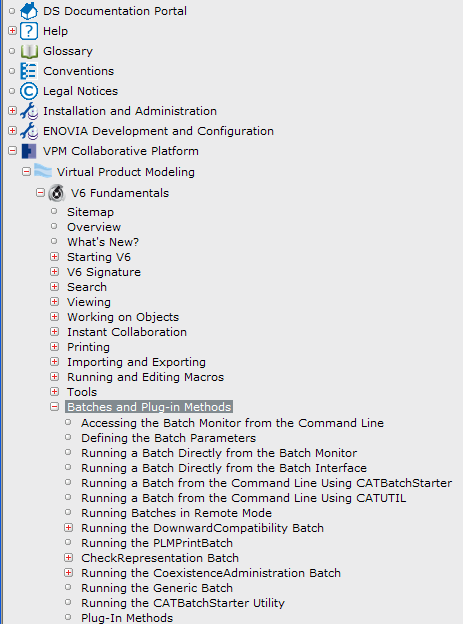 DS Documentation Portal
Help
Glossary
Conventions
Legal Notices
Installation and Administration
ENOVIA Development and Configuration
VPM Collaborative Platform
Virtual Product Modeling
V6 Fundamentals
Sitemap
Overview
What's New?
Starting V6
V6 Signature
Search
Viewing
Working on Objects
Instant Collaboration
Printing
Importing and Exporting
Running and Editing Macros
Tools
Batches and Plug-in Methods
Accessing the Batch Monitor from the Command Line
Defining the Batch Parameters
Running a Batch Directly from the Batch Monitor
Running a Batch Directly from the Batch Interface
Running a Batch from the Command Line Using CATBatchStarter
Running a Batch from the Command Line Using CATUTIL
Running Batches in Remote Mode
Running the DownwardCompatibility Batch
Running the PLMPrintBatch
CheckRepresentation Batch
Running the CoexistenceAdministration Batch
Running the Generic Batch
Running the CATBatchStarter Utility
Plug-In Methods